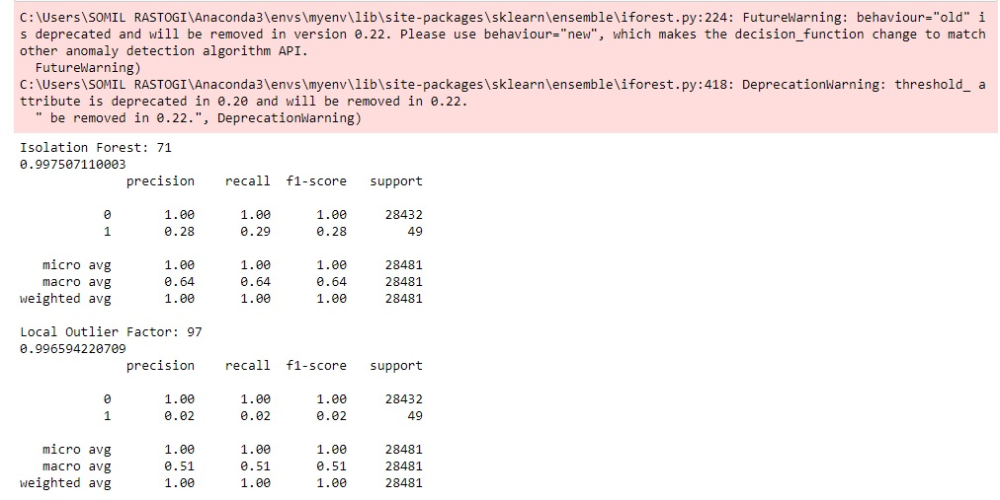 C:\Users\SOMIL RASTOGI\Anaconda3\envs\myenv\lib\site-packages\sklearn\ensemble\iforest.py:224: FutureWarning: behaviour="old" i
s deprecated and will be removed in version 0.22. Please use behaviour="new", which makes the decision_function change to match
other anomaly detection algorithm API.
  FutureWarning)
C:\Users\SOMIL RASTOGI\Anaconda3\envs\myenv\lib\site-packages\sklearn\ensemble\iforest.py:418: DeprecationWarning: threshold_ a
ttribute is deprecated in 0.20 and will be removed in 0.22.
  " be removed in 0.22.", DeprecationWarning)
Isolation Forest: 71
0.997507110003
              precision    recall  f1-score   support
           0       1.00      1.00      1.00     28432
           1       0.28      0.29      0.28        49
   micro avg       1.00      1.00      1.00     28481
   macro avg       0.64      0.64      0.64     28481
weighted avg       1.00      1.00      1.00     28481
Local Outlier Factor: 97
0.996594220709
              precision    recall  f1-score   support
           0       1.00      1.00      1.00     28432
           1       0.02      0.02      0.02        49
   micro avg       1.00      1.00      1.00     28481
   macro avg       0.51      0.51      0.51     28481
weighted avg       1.00      1.00      1.00     28481